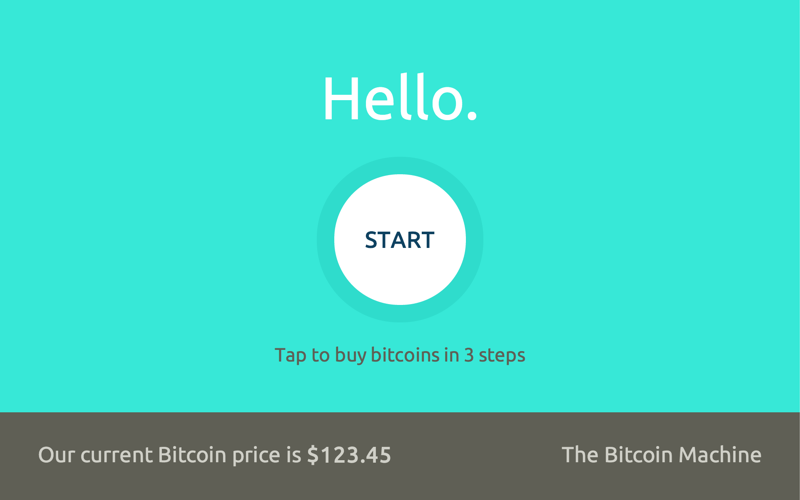 Hello.
START
Tap to buy bitcoins in 3 steps
Our current Bitcoin price is $123.45
The Bitcoin Machine